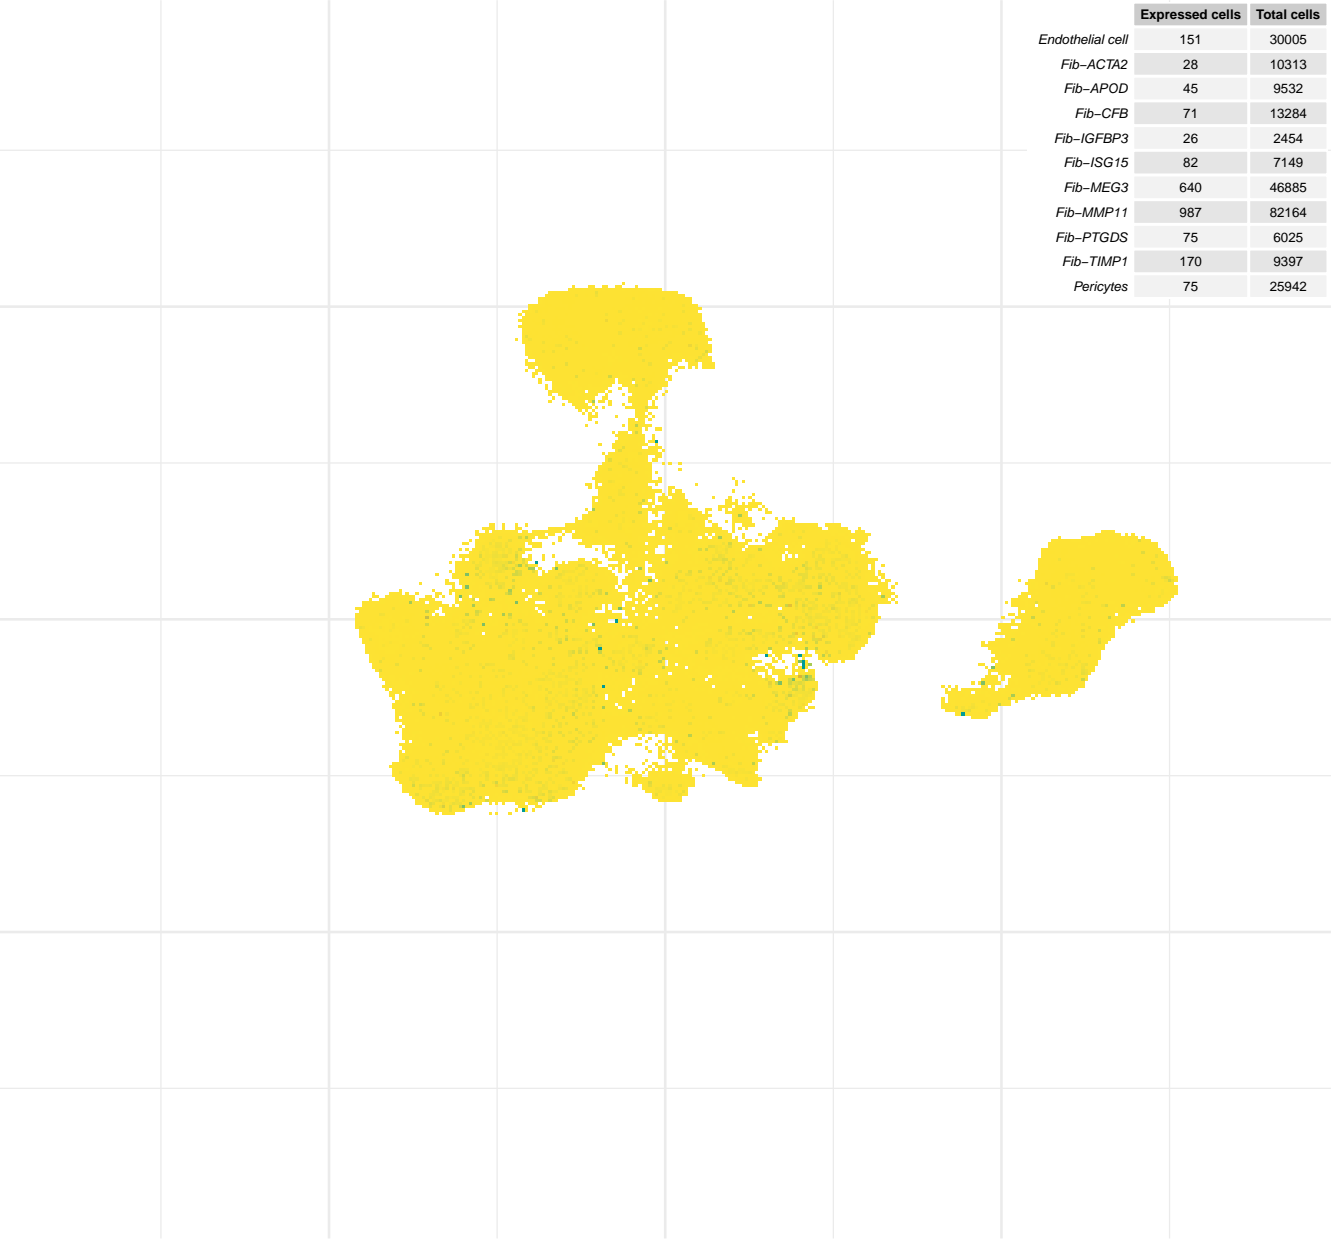 Expressed cells Total cells
Endothelial cell 151 30005
Fib−ACTA2 28 10313
Fib−APOD 45 9532
Fib−CFB 71 13284
Fib−IGFBP3 26 2454
Fib−ISG15 82 7149
Fib−MEG3 640 46885
Fib−MMP11 987 82164
Fib−PTGDS 75 6025
Fib−TIMP1 170 9397
Pericytes 75 25942